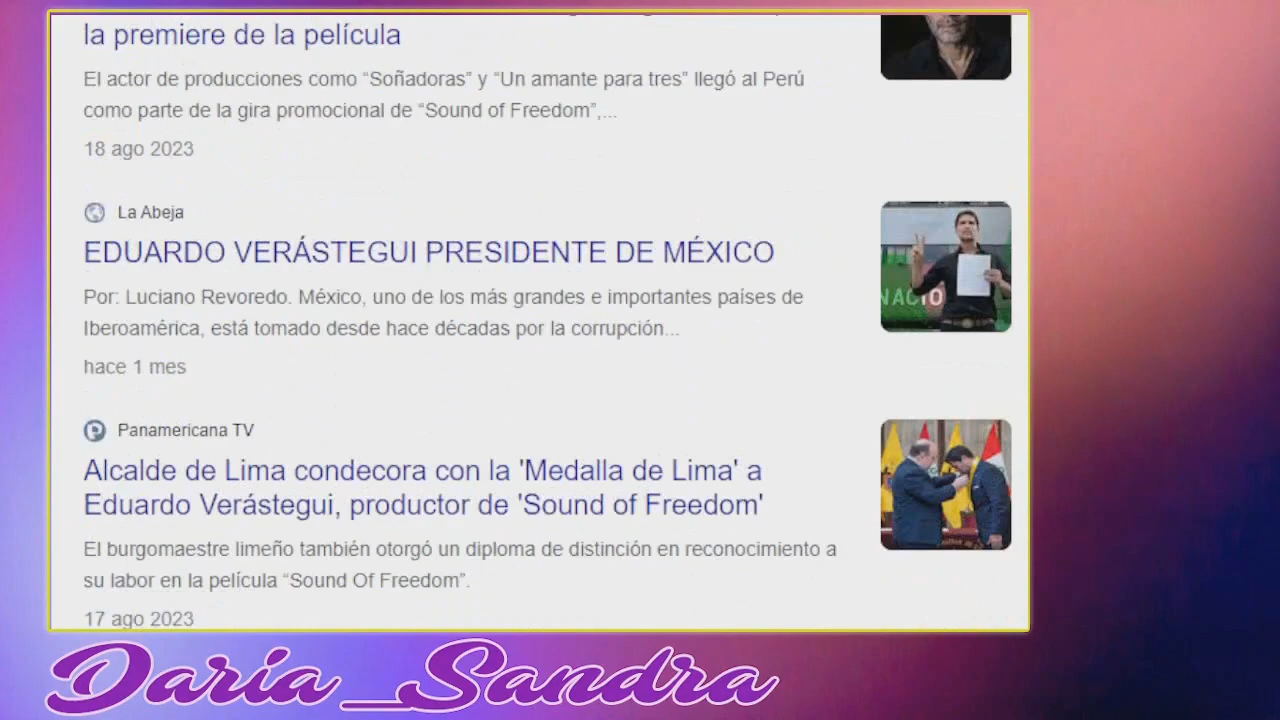 la premiere de la película
El actor de producciones como “Soñadoras” y “Un amante para tres” llegó al Perú
como parte de la gira promocional de “Sound of Freedom”,...
18 ago 2023
La Abeja
EDUARDO VERÁSTEGUI PRESIDENTE DE MÉXICO
Por: Luciano Revoredo. México, uno de los más grandes e importantes países de
Iberoamérica, está tomado desde hace décadas por la corrupción...
hace 1 mes
NACIO
Panamericana TV
Alcalde de Lima condecora con la 'Medalla de Lima' a
Eduardo Verástegui, productor de 'Sound of Freedom'
El burgomaestre limeño también otorgó un diploma de distinción en reconocimiento a
su labor en la película “Sound Of Freedom”.
17 ago 2023
Daria_Sandra